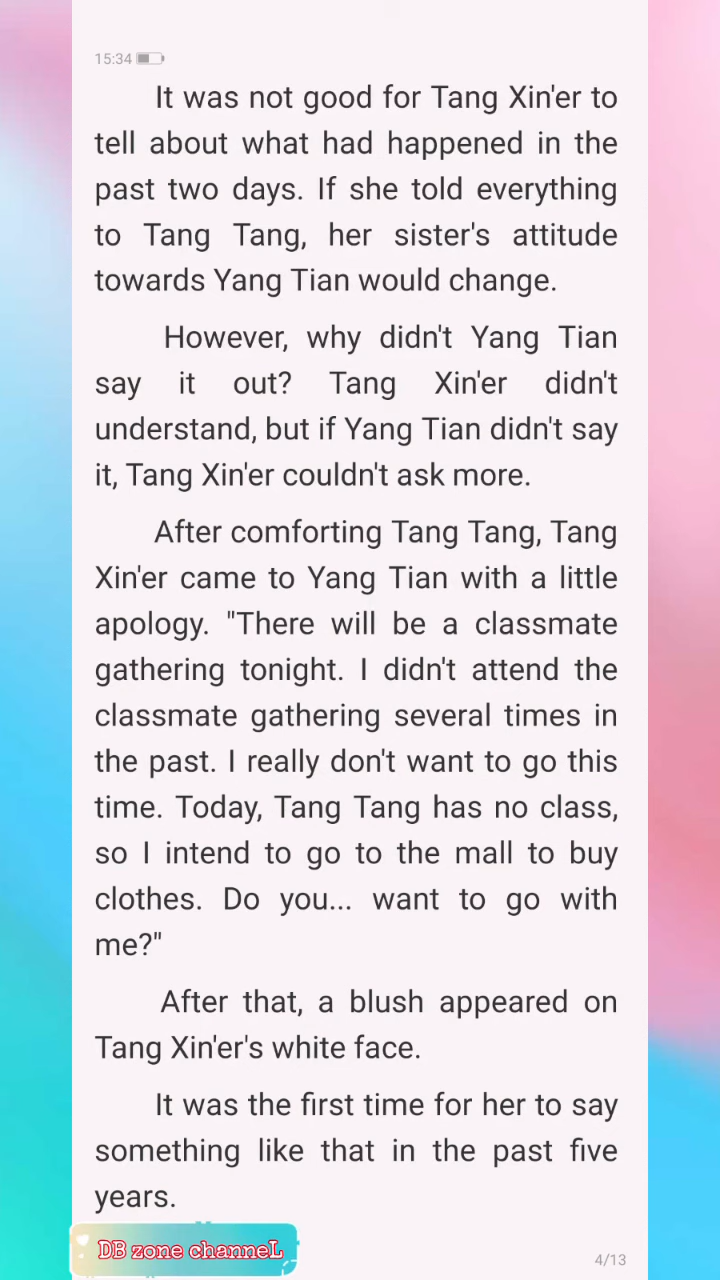 15:34
It was not good for Tang Xin'er to
tell about what had happened in the
past two days. If she told everything
to Tang Tang, her sister's attitude
towards Yang Tian would change.
However, why didn't Yang Tian
say it out? Tang Xin'er didn't
understand, but if Yang Tian didn't say
it, Tang Xin'er couldn't ask more.
After comforting Tang Tang, Tang
Xin'er came to Yang Tian with a little
apology. "There will be a classmate
gathering tonight. I didn't attend the
classmate gathering several times in
the past. I really don't want to go this
time. Today, Tang Tang has no class,
so I intend to go to the mall to buy
clothes. Do you... want to go with
me?"
After that, a blush appeared on
Tang Xin'er's white face.
It was the first time for her to say
something like that in the past five
years.
DB zone channeL
4/13